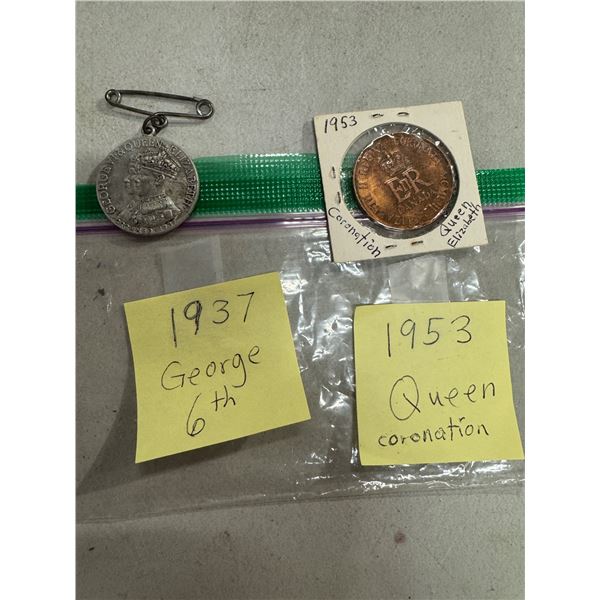 1953
Coronation
Queen
Elizabeth
ER
1937
George
6th
1953
Queen
coronation